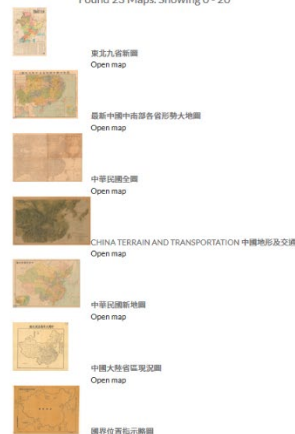 Found 23 Maps. Showing 0 - 20
東北九省新圖
Open map
最新中國中南部各省形勢大地圖
Open map
中華民國全圖
Open map
CHINA TERRAIN AND TRANSPORTATION 中國地形及交通
Open map
中華民國新地圖
Open map
中國大陸省區現況圖
Open map
國界位置指示略圖